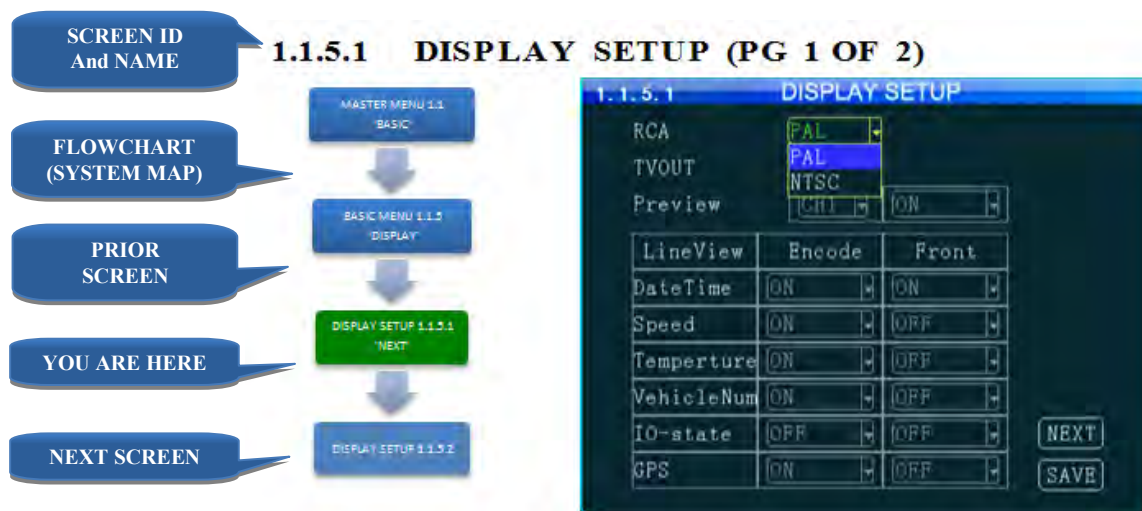 SCREEN ID
And NAME
1.1.5.1 DISPLAY SETUP (PG 1 OF 2)
FLOWCHART
(SYSTEM MAP)
PRIOR
SCREEN
YOU ARE HERE
NEXT SCREEN
MASTER MENU 1.1
"BASIC"
BASIC MENU 1.1.5
"DISPLAY"
DISPLAY SETUP 1.1.5.1
"NEXT"
DISPLAY SETUP 1.1.5.2
1.1.5.1 DISPLAY SETUP
RCA PAL
PAL
TVOUT
NTSC
Preview CH1 ON
LineView Encode Front
DateTime ON ON
Speed ON OFF
Temperture ON OFF
VehicleNum ON OFF
IO-state OFF OFF
NEXT
GPS ON OFF
SAVE